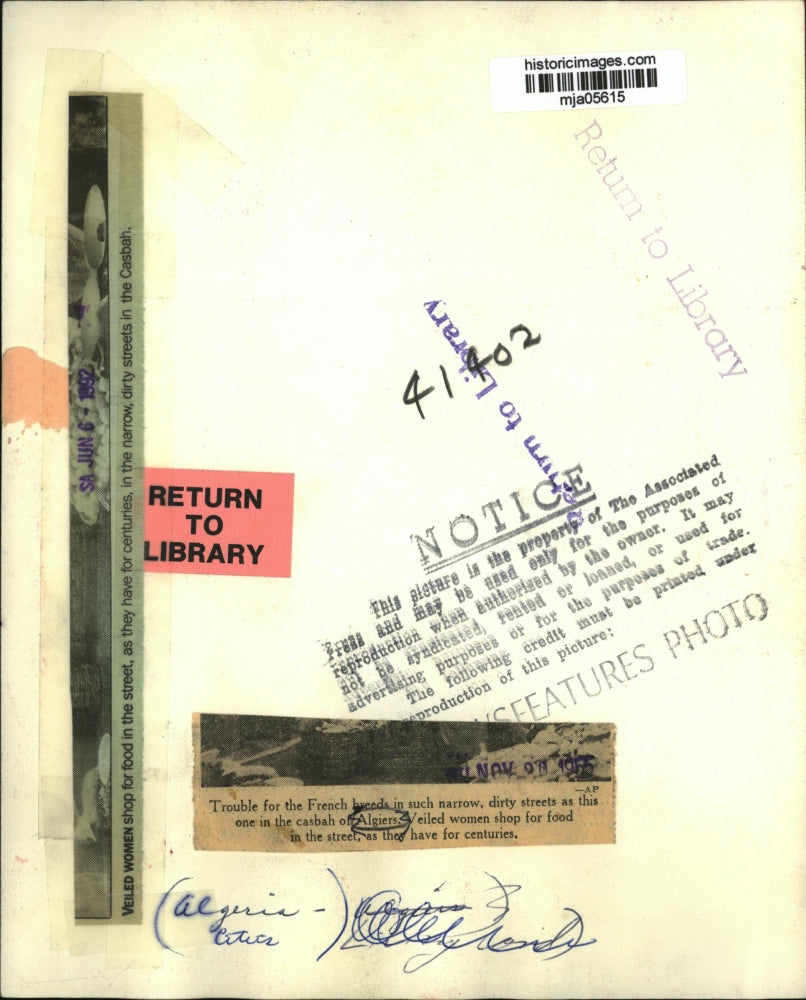 historicimages.com
mja05615
Return to Library
Return to Library
41402
SA JUN 6 - 1992
VEILED WOMEN shop for food in the street, as they have for centuries, in the narrow, dirty streets in the Casbah.
RETURN
TO
LIBRARY
NOTICE
This picture is the property of The Associated
Press and may be used only for the purposes of
reproduction when authorized by the owner. It may
not be syndicated, rented or loaned, or used for
advertising purposes or for the purposes of trade.
The following credit must be printed under
reproduction of this picture:
WSFEATURES PHOTO
NOV 20 1955
—AP
Trouble for the French breeds in such narrow, dirty streets as this
one in the casbah of Algiers. Veiled women shop for food
in the street, as they have for centuries.
(Algeria -)
Cities